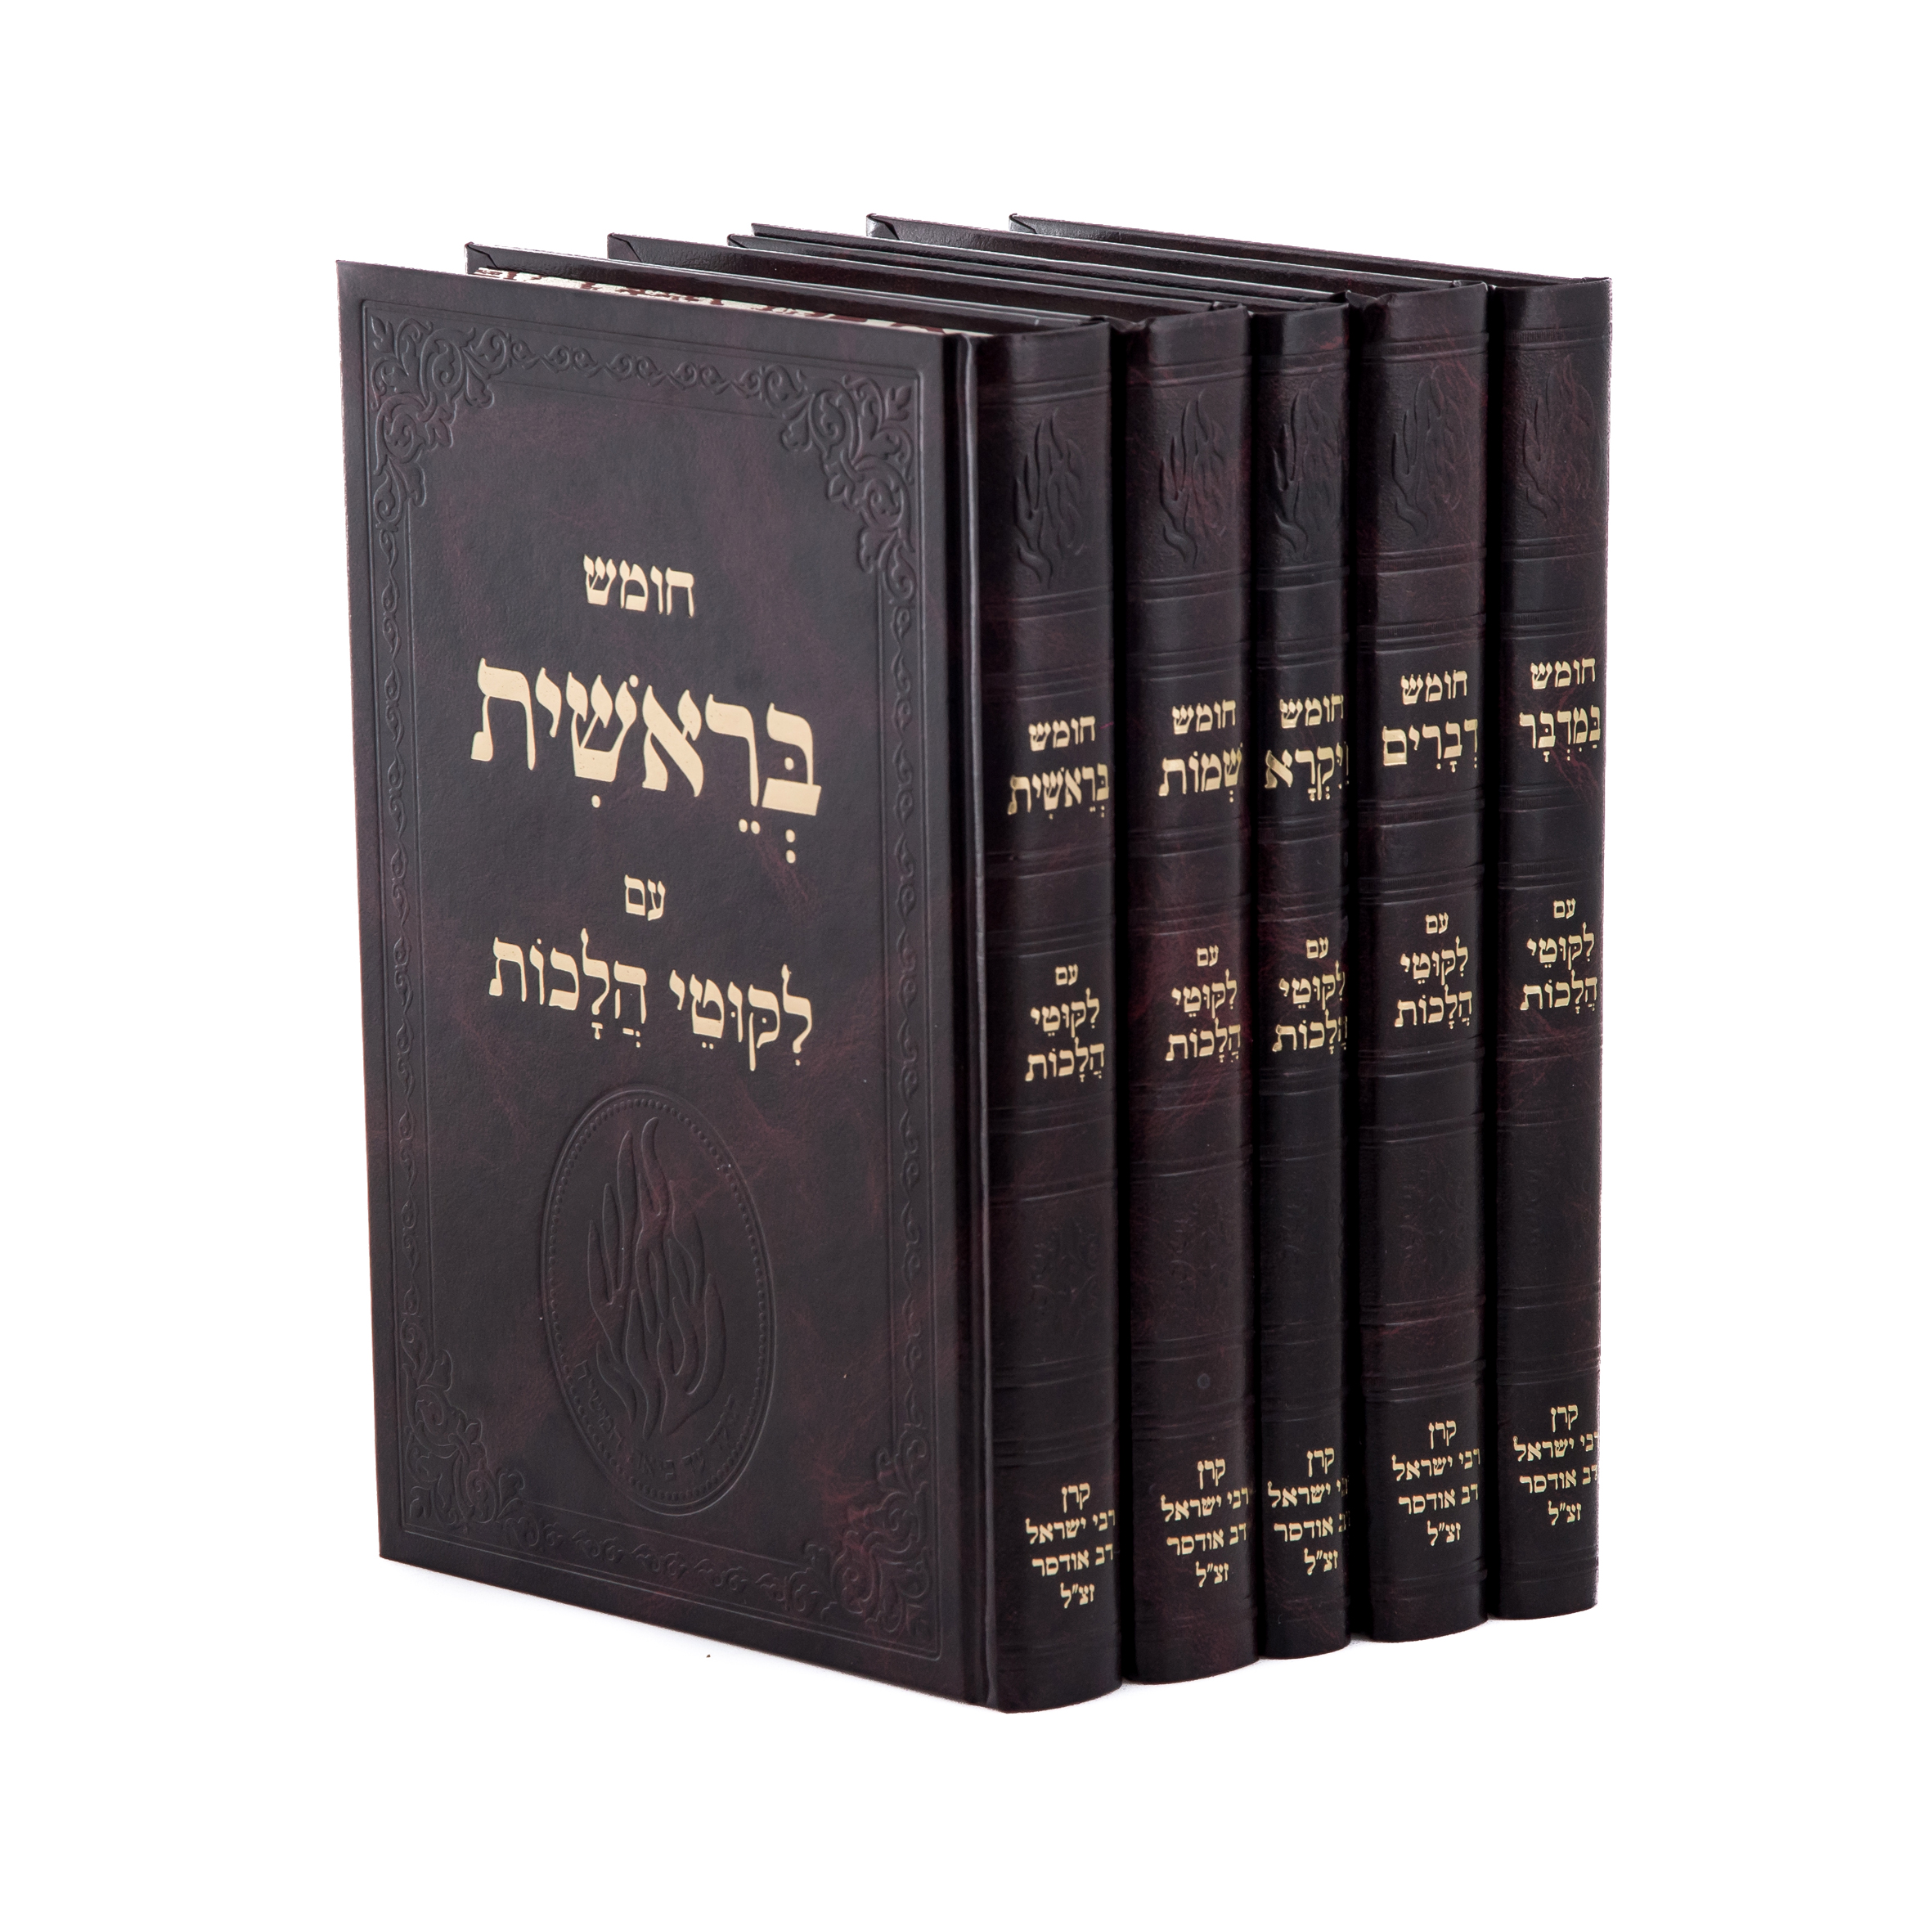 חומש
בְּרֵאשִׁית
עם
לִקּוּטֵי הֲלָכוֹת
חומש
בְּרֵאשִׁית
עם
לִקּוּטֵי
הֲלָכוֹת
קרן
רבי ישראל
דב אודסר
זצ"ל
חומש
שְׁמוֹת
עם
לִקּוּטֵי
הֲלָכוֹת
קרן
רבי ישראל
דב אודסר
זצ"ל
חומש
וַיִּקְרָא
עם
לִקּוּטֵי
הֲלָכוֹת
קרן
רבי ישראל
דב אודסר
זצ"ל
חומש
דְּבָרִים
עם
לִקּוּטֵי
הֲלָכוֹת
קרן
רבי ישראל
דב אודסר
זצ"ל
חומש
בַּמִּדְבָּר
עם
לִקּוּטֵי
הֲלָכוֹת
קרן
רבי ישראל
דב אודסר
זצ"ל